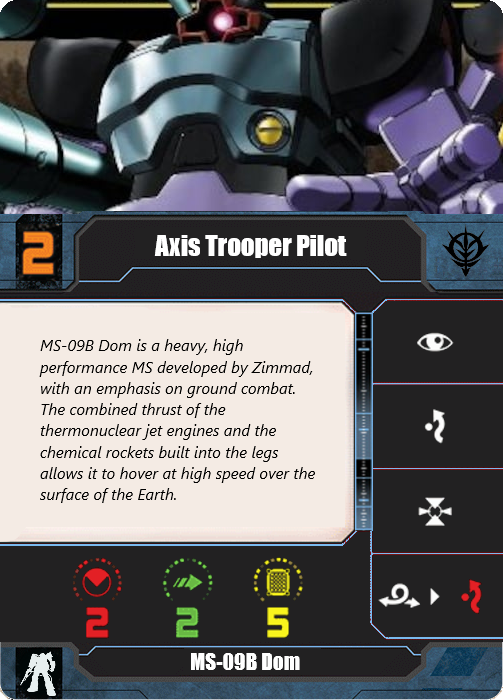 2
Axis Trooper Pilot
MS-09B Dom is a heavy, high
performance MS developed by Zimmad,
with an emphasis on ground combat.
The combined thrust of the
thermonuclear jet engines and the
chemical rockets built into the legs
allows it to hover at high speed over the
surface of the Earth.
2 2 5
MS-09B Dom